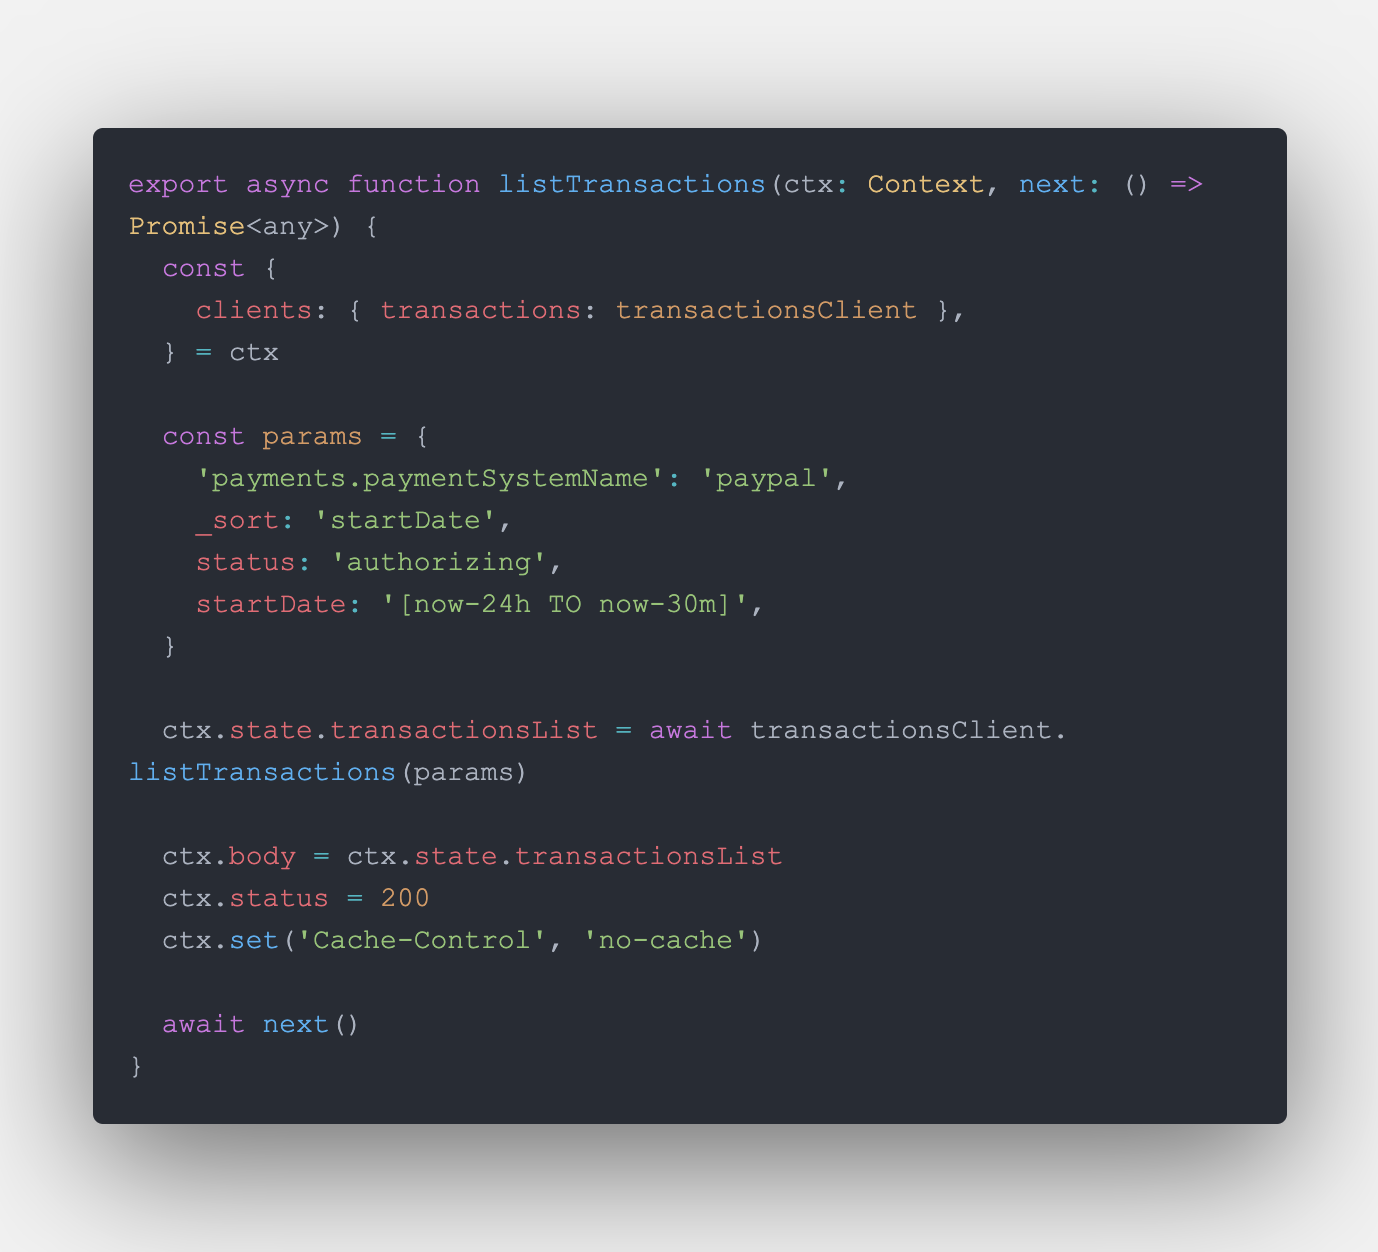 export async function listTransactions(ctx: Context, next: () =>
Promise<any>) {
  const {
    clients: { transactions: transactionsClient },
  } = ctx

  const params = {
    'payments.paymentSystemName': 'paypal',
    _sort: 'startDate',
    status: 'authorizing',
    startDate: '[now-24h TO now-30m]',
  }

  ctx.state.transactionsList = await transactionsClient.
listTransactions(params)

  ctx.body = ctx.state.transactionsList
  ctx.status = 200
  ctx.set('Cache-Control', 'no-cache')

  await next()
}